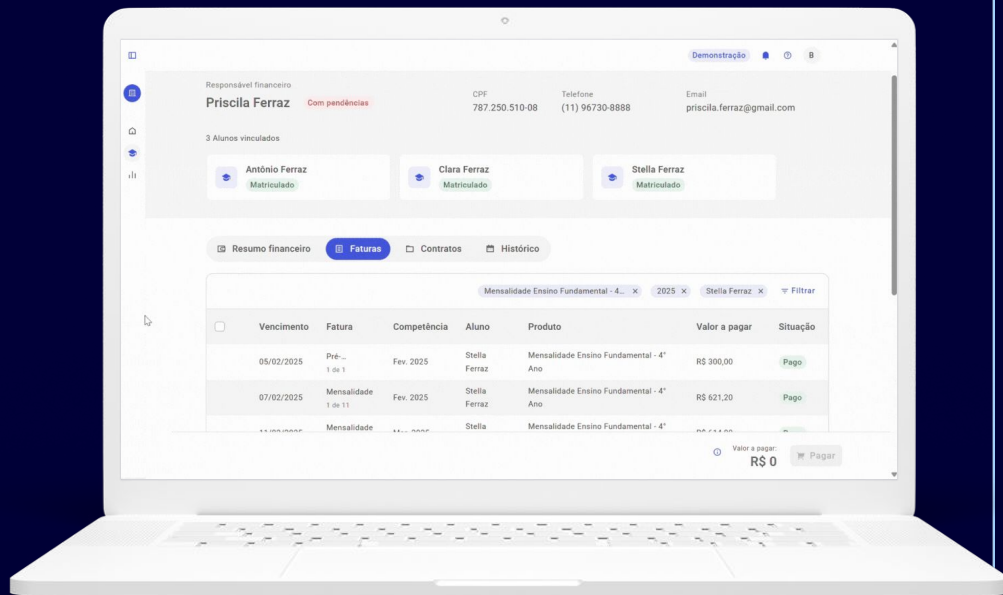 Demonstração
B
Responsável financeiro
Priscila Ferraz Com pendências
CPF
787.250.510-08
Telefone
(11) 96730-8888
Email
priscila.ferraz@gmail.com
3 Alunos vinculados
Antônio Ferraz
Matriculado
Clara Ferraz
Matriculado
Stella Ferraz
Matriculado
Resumo financeiro Faturas Contratos Histórico
Mensalidade Ensino Fundamental - 4... × 2025 × Stella Ferraz × Filtrar
Vencimento Fatura Competência Aluno Produto Valor a pagar Situação
05/02/2025
Pré-...
1 de 1
Fev. 2025
Stella
Ferraz
Mensalidade Ensino Fundamental - 4°
Ano
R$ 300,00
Pago
07/02/2025
Mensalidade
1 de 11
Fev. 2025
Stella
Ferraz
Mensalidade Ensino Fundamental - 4°
Ano
R$ 621,20
Pago
Mensalidade
Stella
Mensalidade Ensino Fundamental - 4°
Valor a pagar:
R$ 0
Pagar